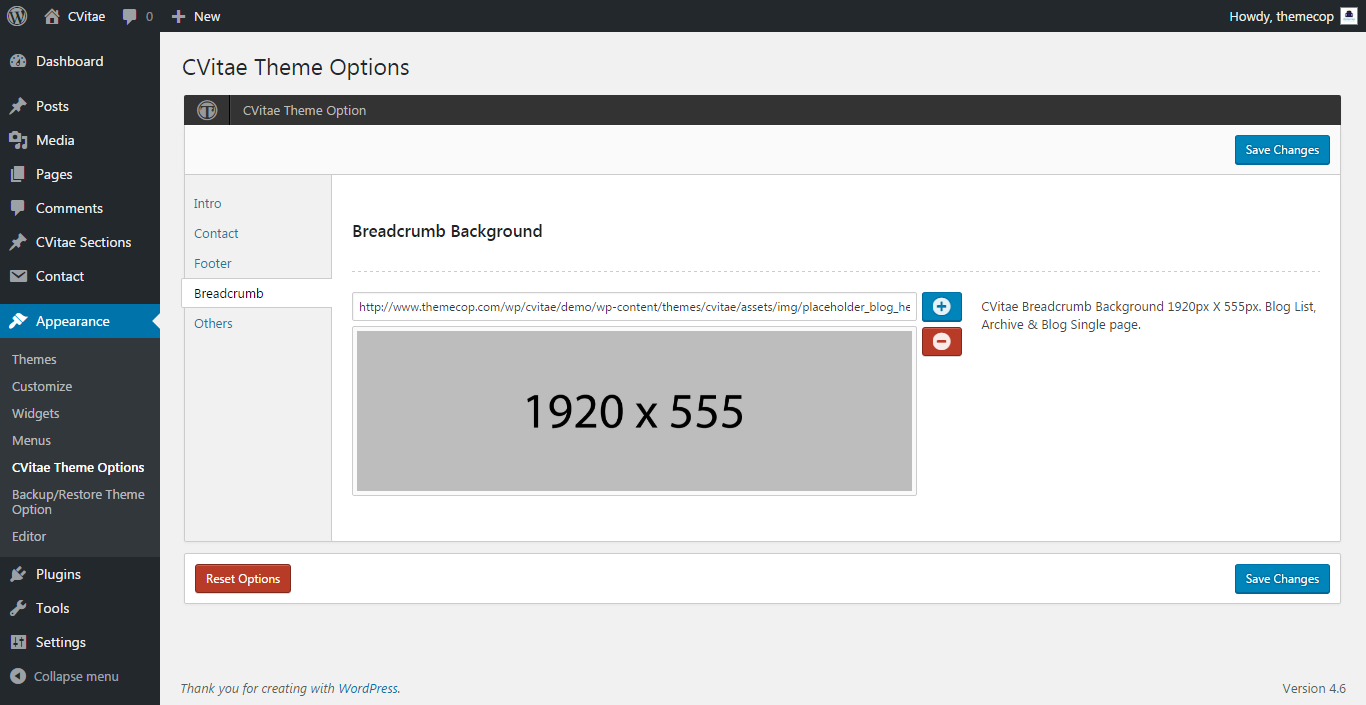 CVitae
0
New
Howdy, themecop
Dashboard
Posts
Media
Pages
Comments
CVitae Sections
Contact
Appearance
Themes
Customize
Widgets
Menus
CVitae Theme Options
Backup/Restore Theme
Option
Editor
Plugins
Tools
Settings
Collapse menu
CVitae Theme Options
CVitae Theme Option
Save Changes
Intro
Contact
Footer
Breadcrumb
Others
Breadcrumb Background
http://www.themecop.com/wp/cvitae/demo/wp-content/themes/cvitae/assets/img/placeholder_blog_he
CVitae Breadcrumb Background 1920px X 555px. Blog List,
Archive & Blog Single page.
1920 x 555
Reset Options
Save Changes
Thank you for creating with WordPress.
Version 4.6